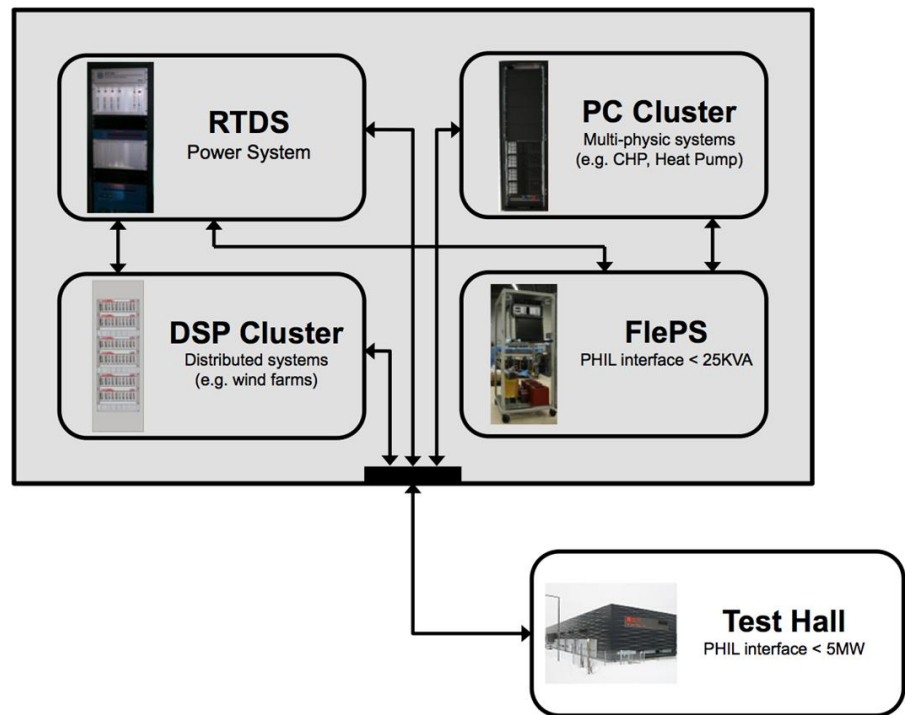 RTDS
Power System
PC Cluster
Multi-physic systems
(e.g. CHP, Heat Pump)
DSP Cluster
Distributed systems
(e.g. wind farms)
FlePS
PHIL interface < 25KVA
Test Hall
PHIL interface < 5MW